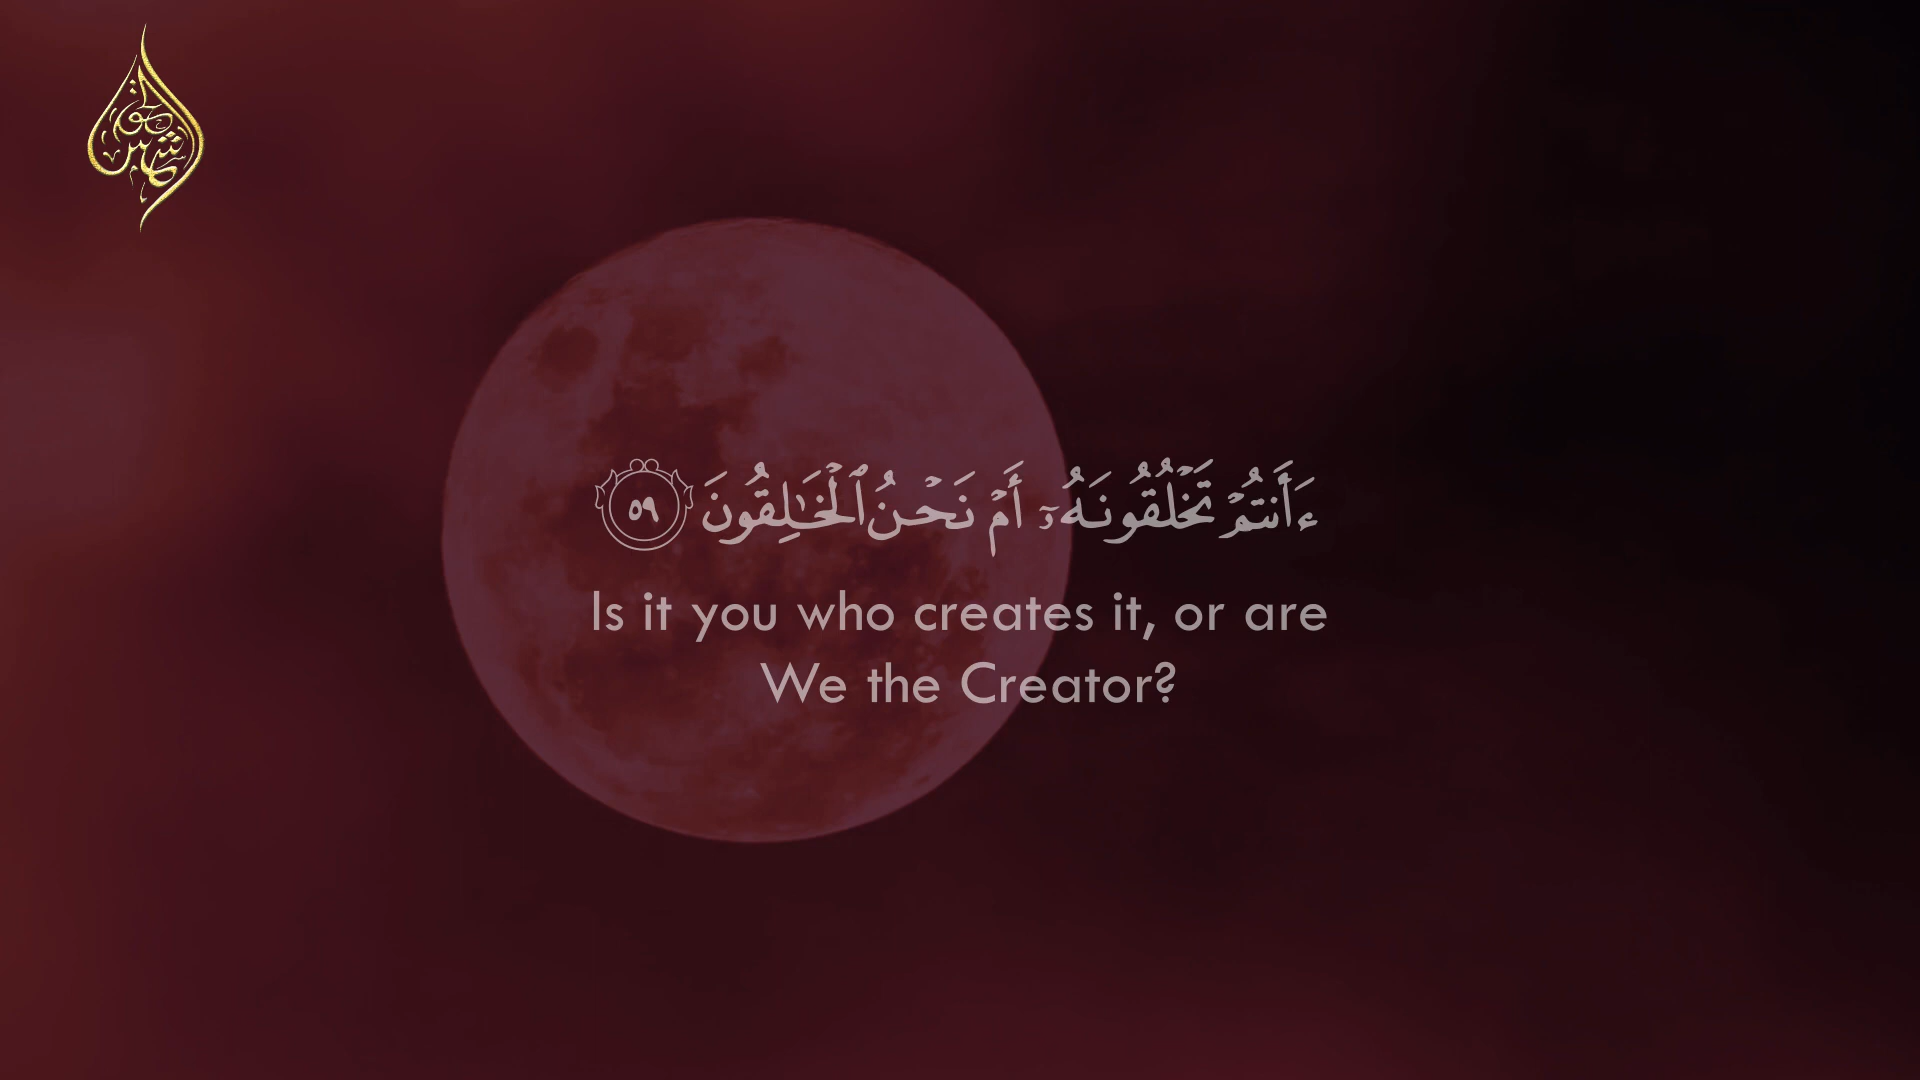 ءَأَنتُمْ تَخْلُقُونَهُۥٓ أَمْ نَحْنُ ٱلْخَٰلِقُونَ ٥٩
Is it you who creates it, or are
We the Creator?